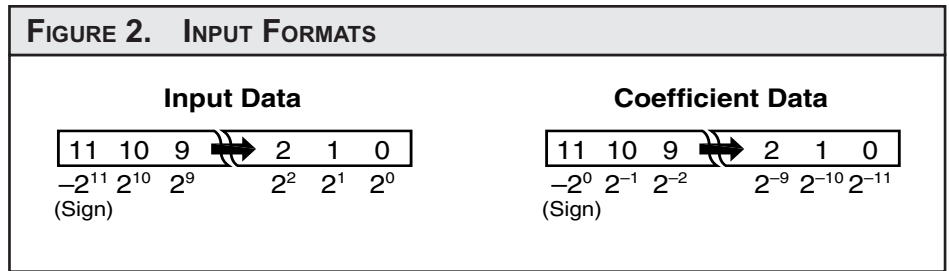 FIGURE 2. INPUT FORMATS
Input Data
11 10 9 2 1 0
–2¹¹ 2¹⁰ 2⁹ 2² 2¹ 2⁰
(Sign)
Coefficient Data
11 10 9 2 1 0
–2⁰ 2⁻¹ 2⁻² 2⁻⁹ 2⁻¹⁰ 2⁻¹¹
(Sign)